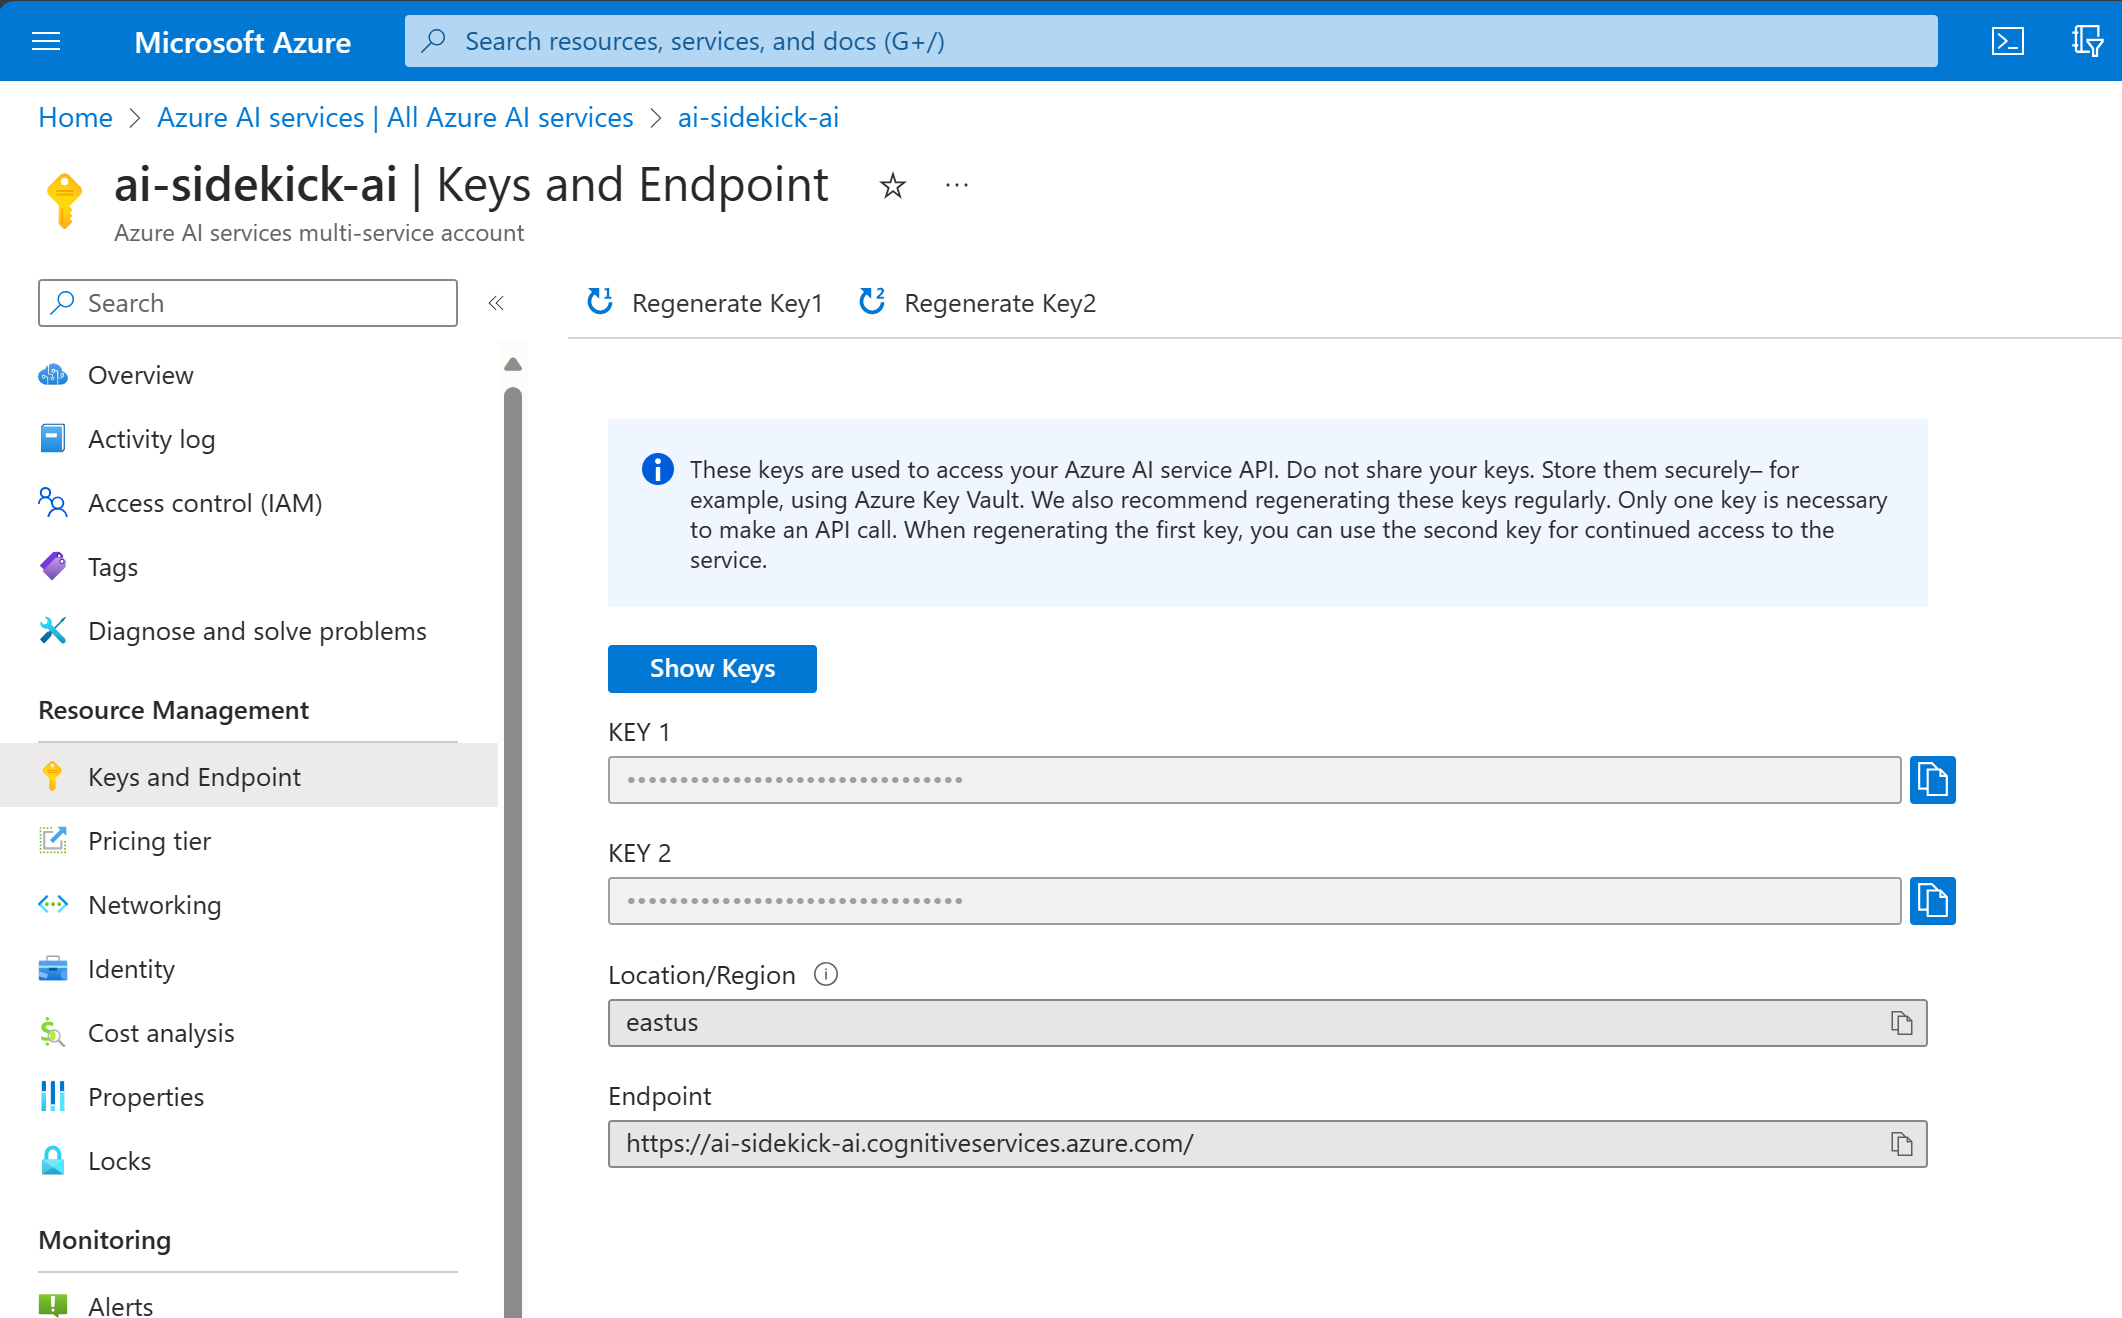 Microsoft Azure
Search resources, services, and docs (G+/)
Home > Azure AI services | All Azure AI services > ai-sidekick-ai
ai-sidekick-ai | Keys and Endpoint
Azure AI services multi-service account
Search
Overview
Activity log
Access control (IAM)
Tags
Diagnose and solve problems
Resource Management
Keys and Endpoint
Pricing tier
Networking
Identity
Cost analysis
Properties
Locks
Monitoring
Alerts
1 Regenerate Key1
2 Regenerate Key2
These keys are used to access your Azure AI service API. Do not share your keys. Store them securely– for
example, using Azure Key Vault. We also recommend regenerating these keys regularly. Only one key is necessary
to make an API call. When regenerating the first key, you can use the second key for continued access to the
service.
Show Keys
KEY 1
••••••••••••••••••••••••••••••••
KEY 2
••••••••••••••••••••••••••••••••
Location/Region
eastus
Endpoint
https://ai-sidekick-ai.cognitiveservices.azure.com/